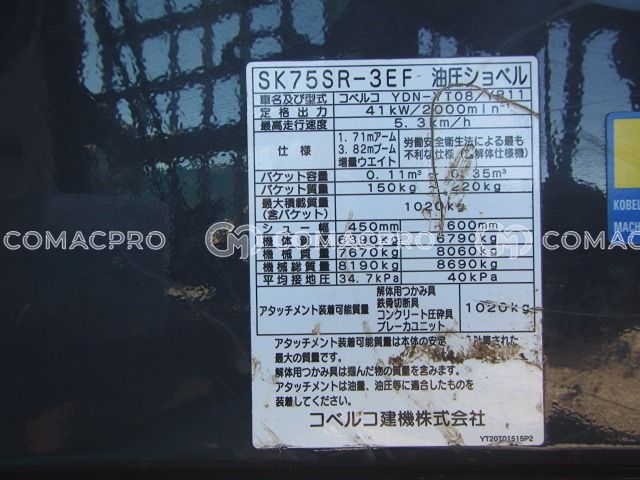 SK75SR-3EF 油圧ショベル
車名及び型式 コベルコ YDN-
定格出力 41kW/2000min
最高走行速度 5.3km/h
仕様 1.71mアーム 3.82mブーム 増量ウエイト 労働安全衛生法による最も不利な仕様
バケット容量 0.11m³ 35m³
バケット質量 150kg 220kg
最大積載質量(含バケット) 1020kg
シュー幅 450mm 600mm
COMACPRO COMACPRO COMACPRO
機体質量 6790kg
機械質量 7670kg 8060kg
機械総質量 8190kg 8690kg
平均接地圧 34.7kPa 40kPa
アタッチメント装着可能質量 解体用つかみ具 鉄骨切断具 コンクリート圧砕具 ブレーカユニット 1020kg
アタッチメント装着可能質量は本体の安定
最大の質量です。
解体用つかみ具は掴んだ物の質量を含みます。
アタッチメントは油量、油圧等に適合したものを
装着してください。
コベルコ建機株式会社
YT20T01515P2
KOBEL
MACH